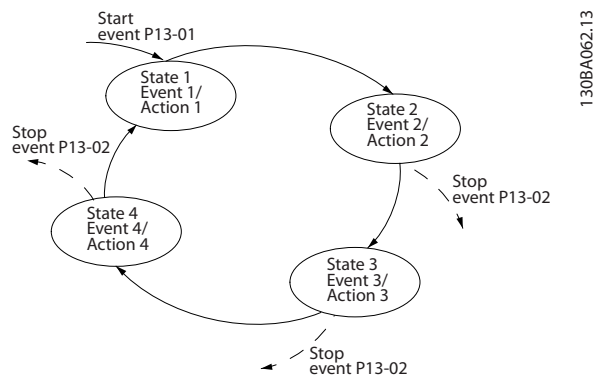 Start
event P13-01
State 1
Event 1/
Action 1
State 2
Event 2/
Action 2
Stop
event P13-02
State 3
Event 3/
Action 3
Stop
event P13-02
State 4
Event 4/
Action 4
Stop
event P13-02
130BA062.13